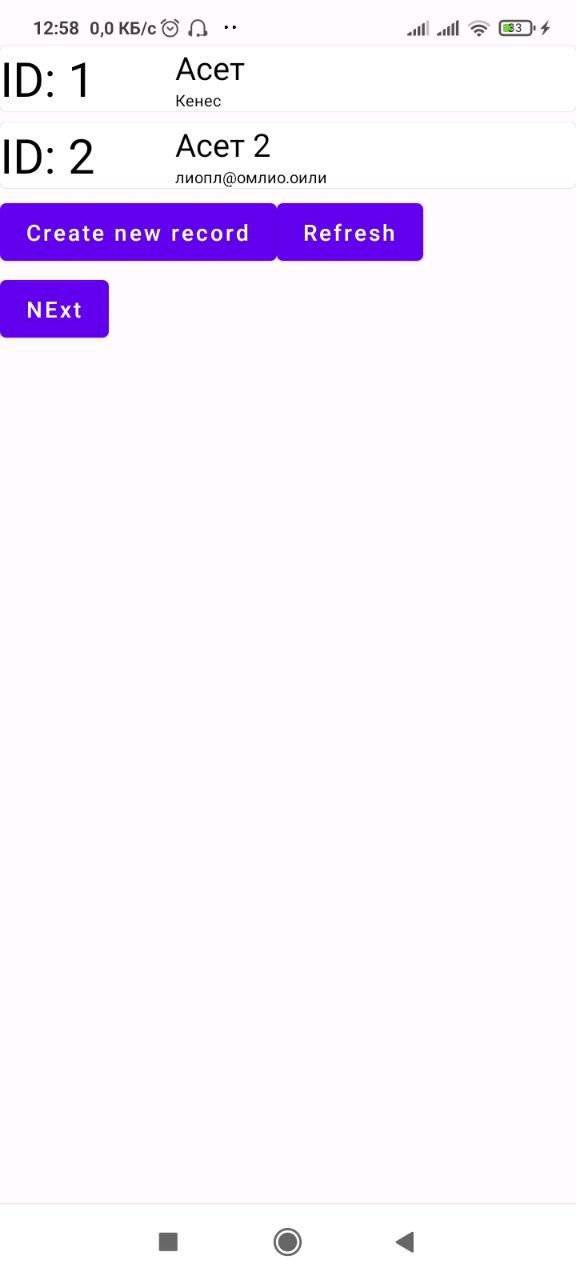 12:58 0,0 КБ/с 33
ID: 1 Асет
Кенес
ID: 2 Асет 2
лиопл@омлио.оили
Create new record Refresh
NExt